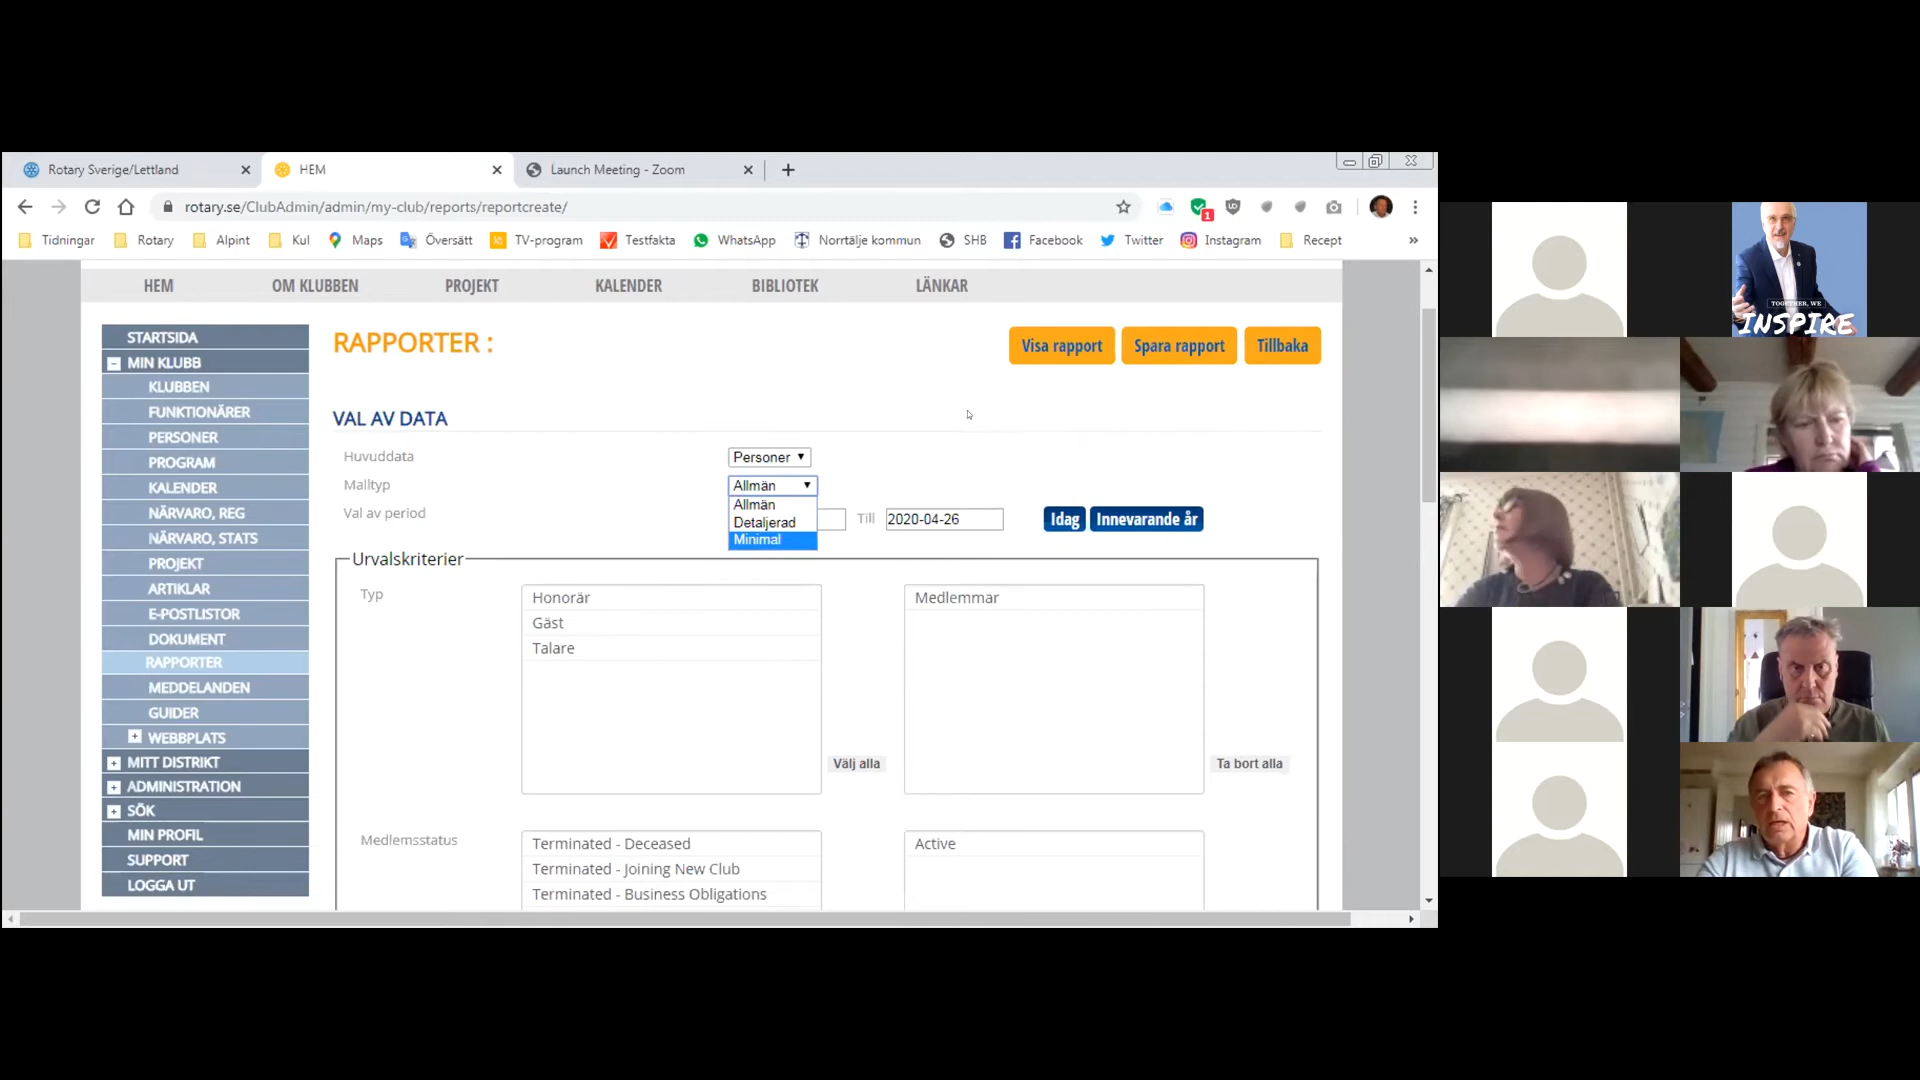 Rotary Sverige/Lettland
HEM
Launch Meeting - Zoom
rotary.se/ClubAdmin/admin/my-club/reports/reportcreate/
1
Tidningar Rotary Alpint Kul Maps Översätt TV-program Testfakta WhatsApp Norrtälje kommun SHB Facebook Twitter Instagram Recept »
HEM OM KLUBBEN PROJEKT KALENDER BIBLIOTEK LÄNKAR
STARTSIDA
MIN KLUBB
KLUBBEN
FUNKTIONÄRER
PERSONER
PROGRAM
KALENDER
NÄRVARO, REG
NÄRVARO, STATS
PROJEKT
ARTIKLAR
E-POSTLISTOR
DOKUMENT
RAPPORTER
MEDDELANDEN
GUIDER
WEBBPLATS
MITT DISTRIKT
ADMINISTRATION
SÖK
MIN PROFIL
SUPPORT
LOGGA UT
RAPPORTER :
Visa rapport Spara rapport Tillbaka
VAL AV DATA
Huvuddata Personer
Malltyp Allmän
Allmän
Detaljerad
Minimal
Val av period Till 2020-04-26 Idag Innevarande år
Urvalskriterier
Typ
Honorär
Gäst
Talare
Välj alla
Medlemmar
Ta bort alla
Medlemsstatus
Terminated - Deceased
Terminated - Joining New Club
Terminated - Business Obligations
Active
TOGETHER, WE
INSPIRE